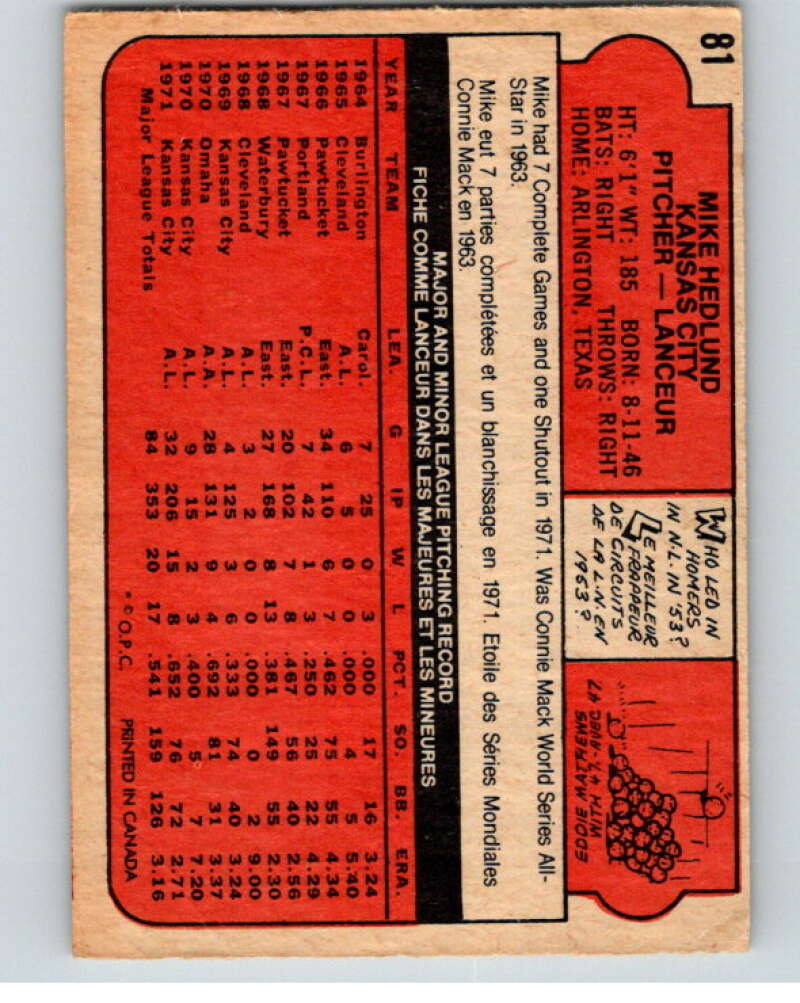 81
MIKE HEDLUND
KANSAS CITY
PITCHER — LANCEUR
HT: 6'1" WT: 185 BORN: 8-11-46
BATS: RIGHT THROWS: RIGHT
HOME: ARLINGTON, TEXAS
WHO LED IN
HOMERS
IN N.L. IN '53?
LE MEILLEUR
FRAPPEUR
DE CIRCUITS
DE LA L.N. EN
1953?
EDDIE MATHEWS
WITH 47.-AVEC 47
Mike had 7 Complete Games and one Shutout in 1971. Was Connie Mack World Series All-
Star in 1963.
Mike eut 7 parties complétées et un blanchissage en 1971. Etoile des Séries Mondiales
Connie Mack en 1963.
MAJOR AND MINOR LEAGUE PITCHING RECORD
FICHE COMME LANCEUR DANS LES MAJEURES ET LES MINEURES
YEAR TEAM LEA. G IP W L PCT. SO. BB. ERA.
1964 Burlington Carol. 7 25 0 3 .000 17 16 3.24
1965 Cleveland A.L. 6 5 0 0 .000 4 5 5.40
1966 Pawtucket East. 34 110 6 7 .462 75 55 4.34
1967 Portland P.C.L. 7 42 1 3 .250 25 22 4.29
1967 Pawtucket East. 20 102 7 8 .467 56 40 2.56
1968 Waterbury East. 27 168 8 13 .381 149 55 2.30
1968 Cleveland A.L. 3 2 0 0 .000 0 2 9.00
1969 Kansas City A.L. 4 125 3 6 .333 74 40 3.24
1970 Omaha A.A. 28 131 9 4 .692 81 31 3.37
1970 Kansas City A.L. 9 15 2 3 .400 5 7 7.20
1971 Kansas City A.L. 32 206 15 8 .652 76 72 2.71
Major League Totals 84 353 20 17 .541 159 126 3.16
* © O.P.C. PRINTED IN CANADA